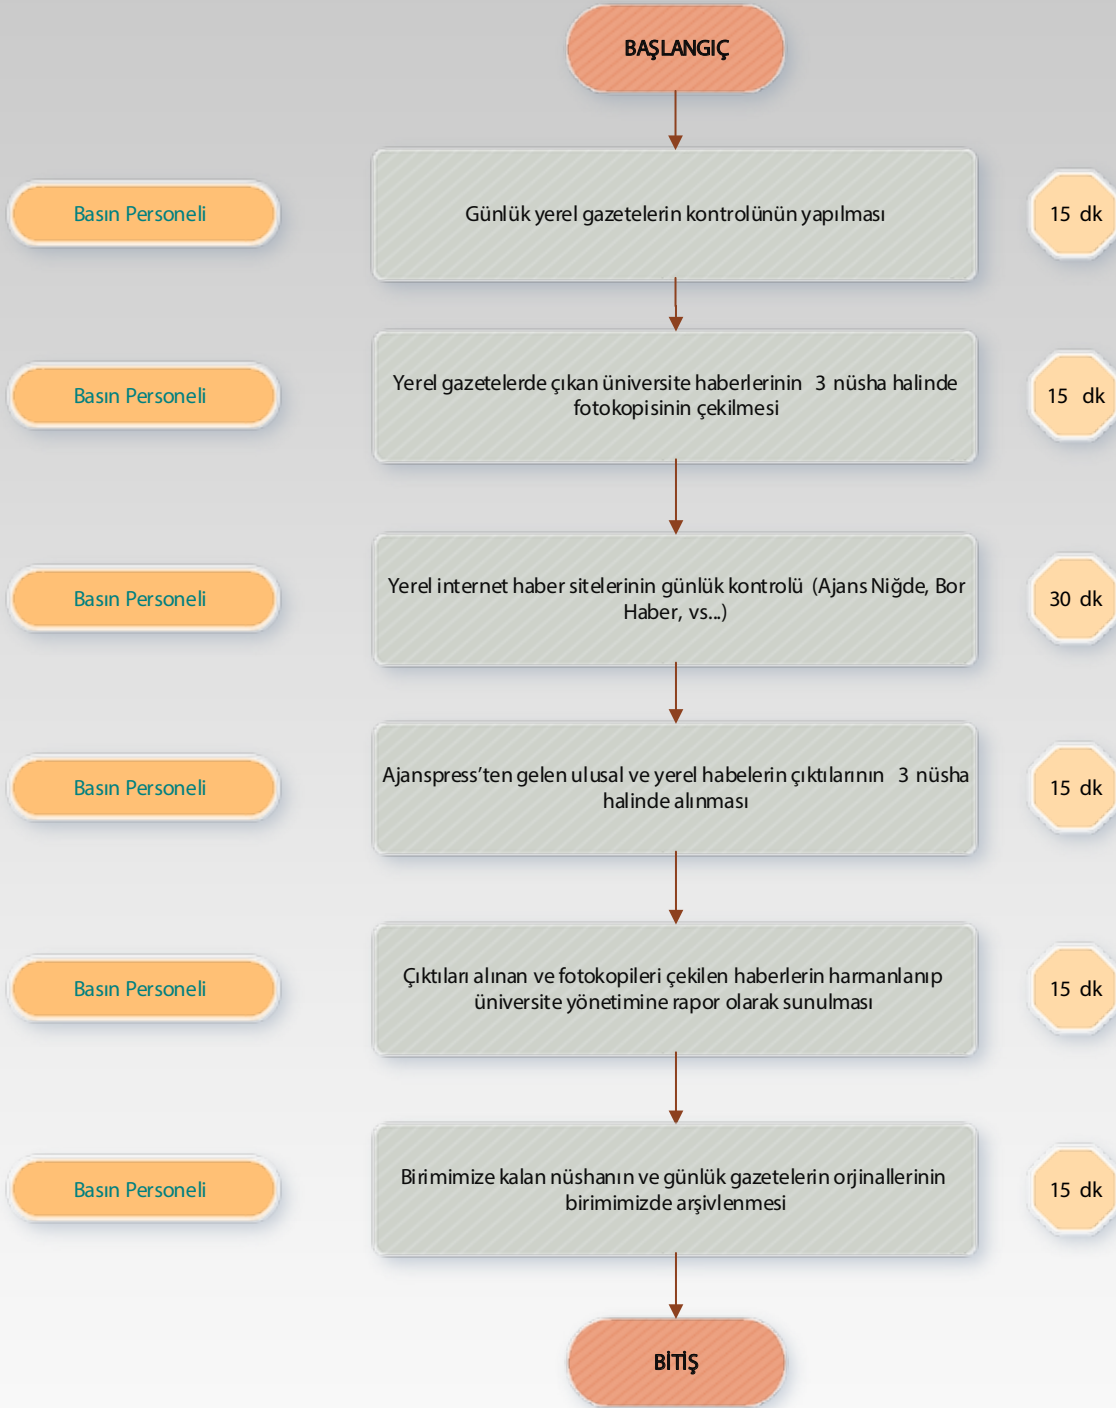 BAŞLANGIÇ
Basın Personeli
Günlük yerel gazetelerin kontrolünün yapılması
15 dk
Basın Personeli
Yerel gazetelerde çıkan üniversite haberlerinin 3 nüsha halinde
fotokopisinin çekilmesi
15 dk
Basın Personeli
Yerel internet haber sitelerinin günlük kontrolü (Ajans Niğde, Bor
Haber, vs...)
30 dk
Basın Personeli
Ajanspress’ten gelen ulusal ve yerel habelerin çıktılarının 3 nüsha
halinde alınması
15 dk
Basın Personeli
Çıktıları alınan ve fotokopileri çekilen haberlerin harmanlanıp
üniversite yönetimine rapor olarak sunulması
15 dk
Basın Personeli
Birimimize kalan nüshanın ve günlük gazetelerin orjinallerinin
birimimizde arşivlenmesi
15 dk
BİTİŞ